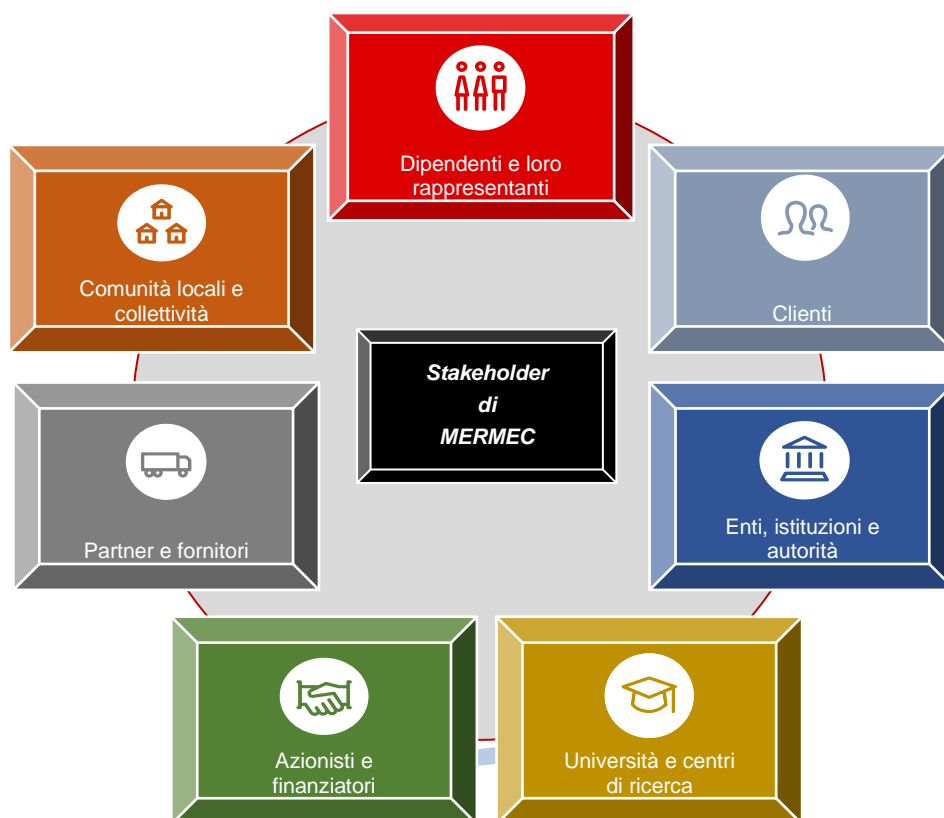 Dipendenti e loro
rappresentanti
Comunità locali e
collettività
Clienti
Stakeholder
di
MERMEC
Partner e fornitori
Enti, istituzioni e
autorità
Azionisti e
finanziatori
Università e centri
di ricerca